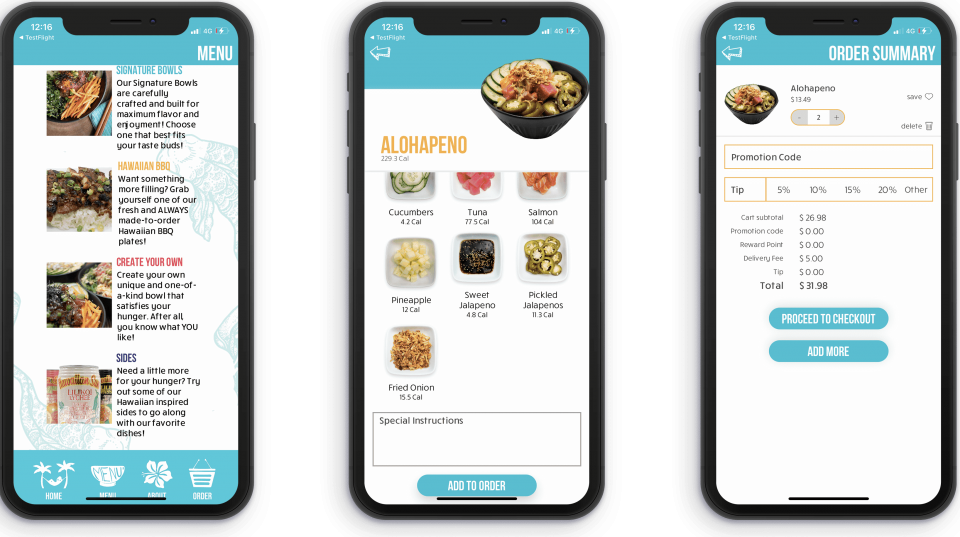 12:16
4G
◀ TestFlight
MENU
SIGNATURE BOWLS
Our Signature Bowls
are carefully
crafted and built for
maximum flavor and
enjoyment! Choose
one that best fits
your taste buds!
HAWAIIAN BBQ
Want something
more filling? Grab
yourself one of our
fresh and ALWAYS
made-to-order
Hawaiian BBQ
plates!
CREATE YOUR OWN
Create your own
unique and one-of-
a-kind bowl that
satisfies your
hunger. After all,
you know what YOU
like!
SIDES
Need a little more
for your hunger? Try
out some of our
Hawaiian inspired
sides to go along
with our favorite
dishes!
MENU
HOME
MENU
ABOUT
ORDER
12:16
4G
◀ TestFlight
ALOHAPENO
229.3 Cal
Cucumbers
4.2 Cal
Tuna
77.5 Cal
Salmon
104 Cal
Pineapple
12 Cal
Sweet
Jalapeno
4.8 Cal
Pickled
Jalapenos
11.3 Cal
Fried Onion
15.5 Cal
Special Instructions
ADD TO ORDER
12:16
4G
◀ TestFlight
ORDER SUMMARY
Alohapeno
$ 13.49
save
- 2 +
delete
Promotion Code
Tip 5% 10% 15% 20% Other
Cart subtotal $ 26.98
Promotion code $ 0.00
Reward Point $ 0.00
Delivery Fee $ 5.00
Tip $ 0.00
Total $ 31.98
PROCEED TO CHECKOUT
ADD MORE